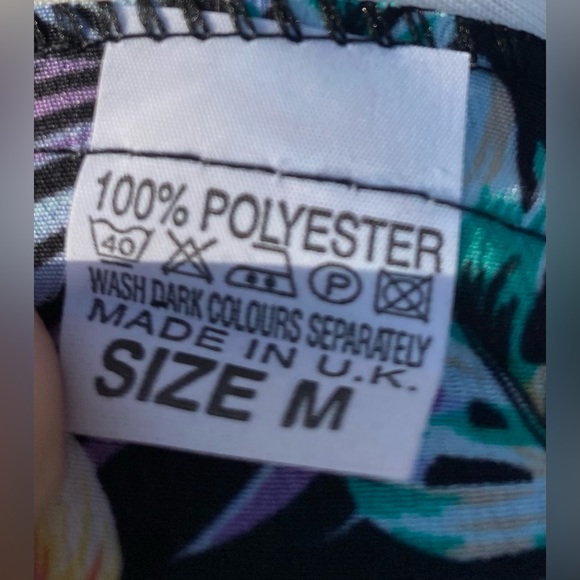 100% POLYESTER
40 P
WASH DARK COLOURS SEPARATELY
MADE IN U.K.
SIZE M